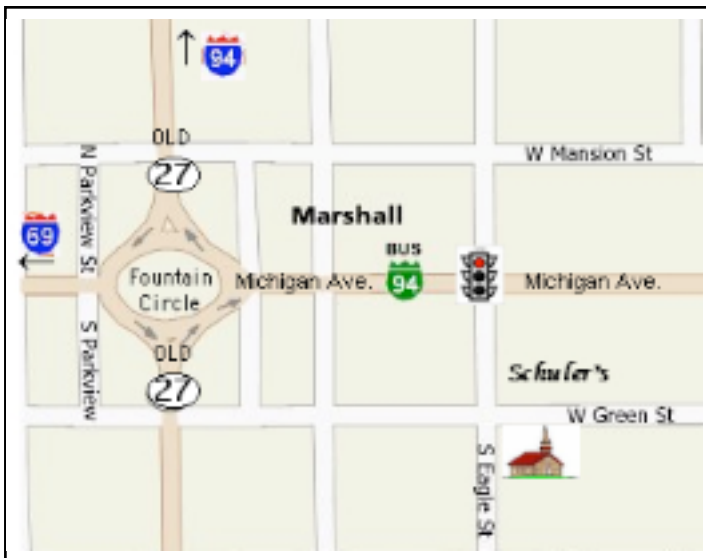 94
OLD
27
N Parkview St
W Mansion St
Marshall
69
BUS
94
Fountain
Circle
Michigan Ave.
Michigan Ave.
S Parkview
OLD
27
Schuler's
W Green St
S Eagle St